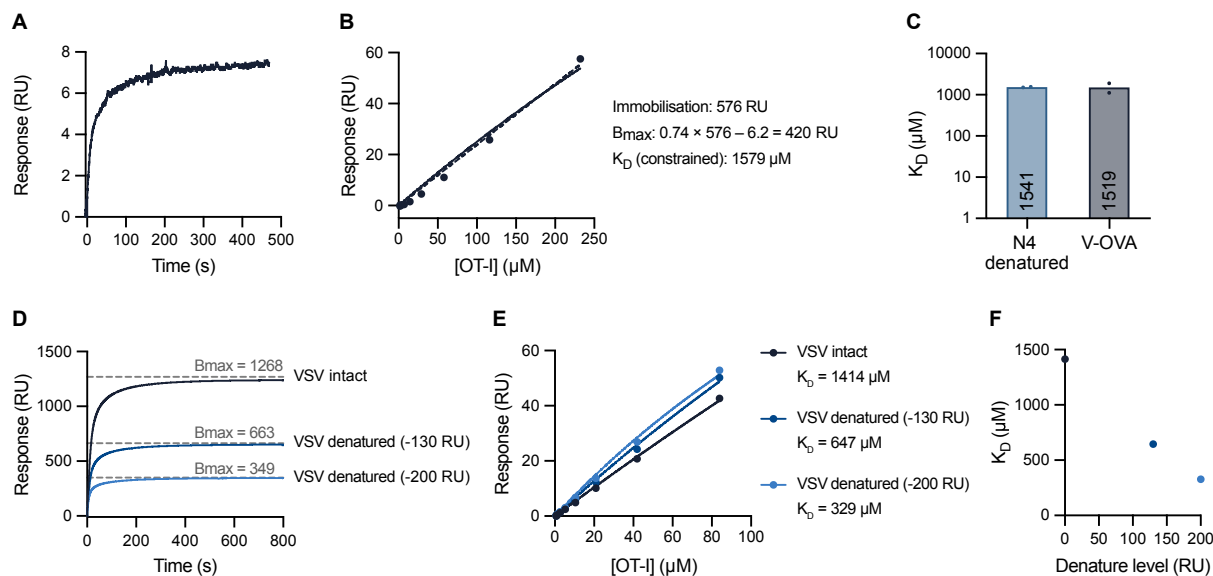 A
Response (RU)
8
6
4
2
0
0 100 200 300 400 500
Time (s)
B
Response (RU)
60
40
20
0
0 50 100 150 200 250
[OT-I] (µM)
Immobilisation: 576 RU
Bmax: 0.74 × 576 – 6.2 = 420 RU
KD (constrained): 1579 µM
C
KD (µM)
10000
1000
100
10
1
1541
1519
N4 denatured
V-OVA
D
Response (RU)
1500
1000
500
0
0 200 400 600 800
Time (s)
Bmax = 1268
VSV intact
Bmax = 663
VSV denatured (-130 RU)
Bmax = 349
VSV denatured (-200 RU)
E
Response (RU)
60
40
20
0
0 20 40 60 80 100
[OT-I] (µM)
VSV intact
KD = 1414 µM
VSV denatured (-130 RU)
KD = 647 µM
VSV denatured (-200 RU)
KD = 329 µM
F
KD (µM)
1500
1000
500
0
0 50 100 150 200
Denature level (RU)